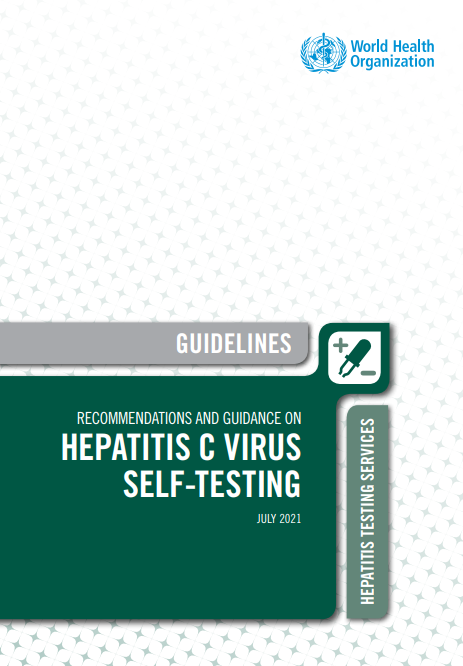 World Health
Organization
GUIDELINES
RECOMMENDATIONS AND GUIDANCE ON
HEPATITIS C VIRUS
SELF-TESTING
JULY 2021
HEPATITIS TESTING SERVICES